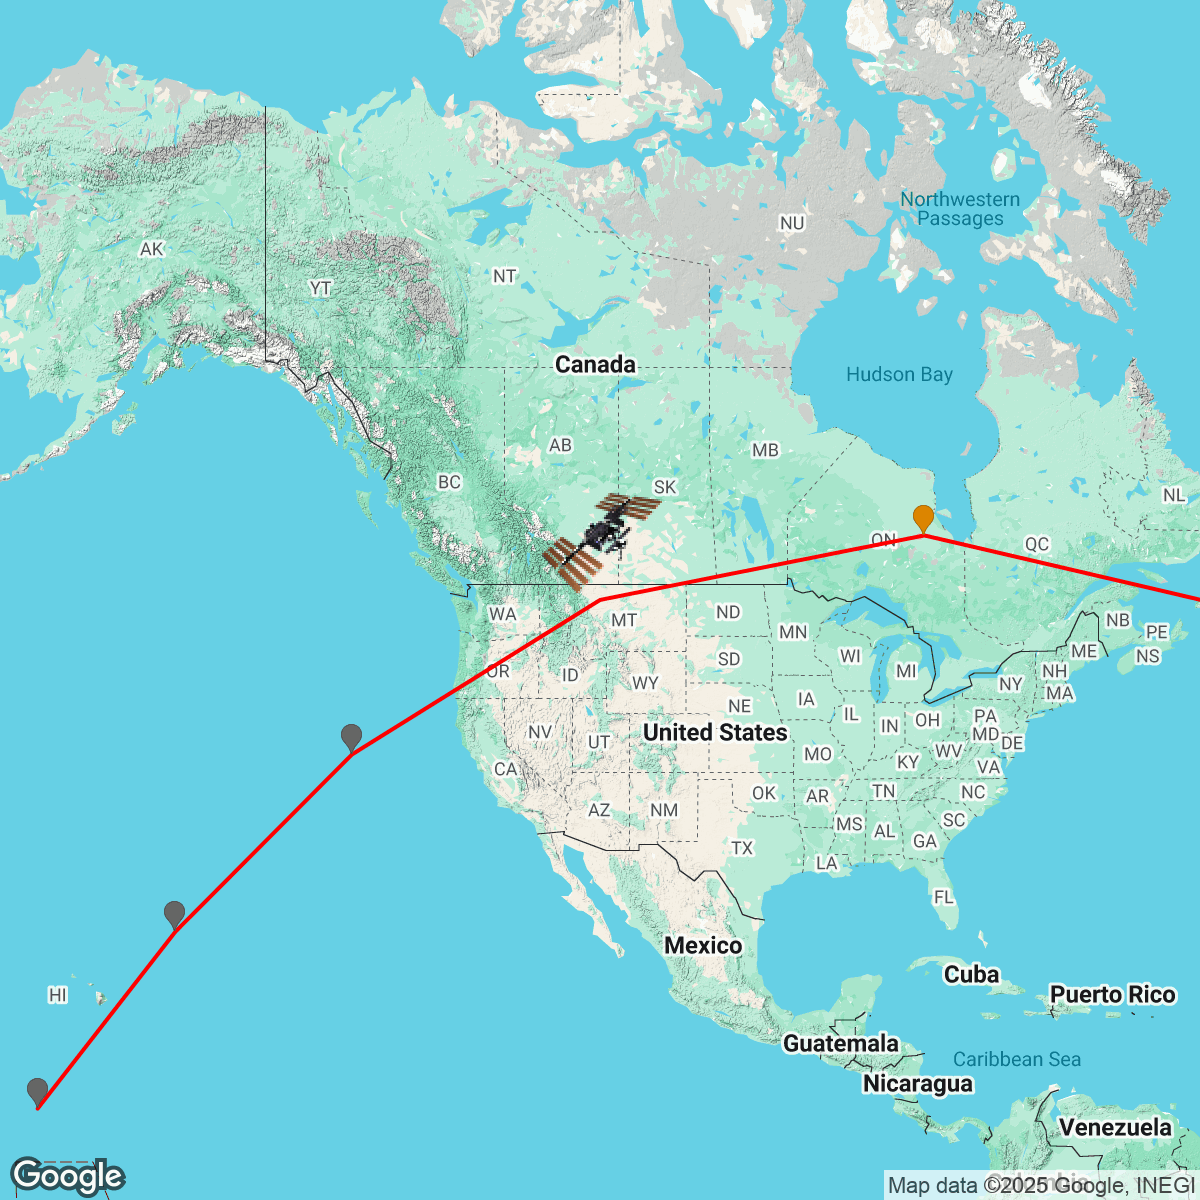 Northwestern
Passages
NU
AK
NT
YT
Canada
Hudson Bay
AB
MB
BC
SK
NL
ON
QC
WA
MT
ND
NB
PE
MN
ME
NS
OR
ID
SD
WI
MI
NH
WY
NY
MA
NE
IA
IL
IN
OH
PA
NV
UT
United States
MD
DE
CA
MO
KY
WV
VA
AZ
NM
OK
AR
TN
NC
MS
AL
SC
TX
GA
LA
FL
Mexico
Cuba
HI
Puerto Rico
Guatemala
Caribbean Sea
Nicaragua
Venezuela
Google
Map data ©2025 Google, INEGI